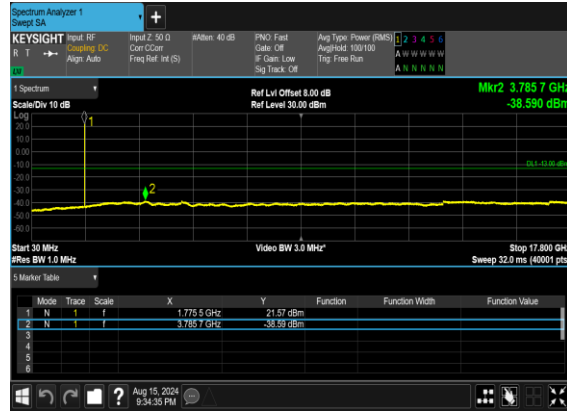 Spectrum Analyzer 1
Swept SA
+
KEYSIGHT Input: RF Input Z: 50 Ω #Atten: 40 dB PNO: Fast Avg Type: Power (RMS) 1 2 3 4 5 6
R T Coupling: DC Corr CCorr Gate: Off Avg|Hold: 100/100 A W W W W W
Align: Auto Freq Ref: Int (S) IF Gain: Low Trig: Free Run
Sig Track: Off A N N N N N
1 Spectrum Ref Lvl Offset 8.00 dB Mkr2 3.785 7 GHz
Scale/Div 10 dB Ref Level 30.00 dBm -38.590 dBm
Log
20.0
10.0
0.00
-10.0
-20.0
-30.0
-40.0
-50.0
-60.0
1
2
DL1 -13.00 dBm
Start 30 MHz Video BW 3.0 MHz* Stop 17.800 GHz
#Res BW 1.0 MHz Sweep 32.0 ms (40001 pts)
5 Marker Table
Mode Trace Scale X Y Function Function Width Function Value
1 N 1 f 1.775 5 GHz 21.57 dBm
2 N 1 f 3.785 7 GHz -38.59 dBm
3
4
5
6
? Aug 15, 2024
9:34:35 PM